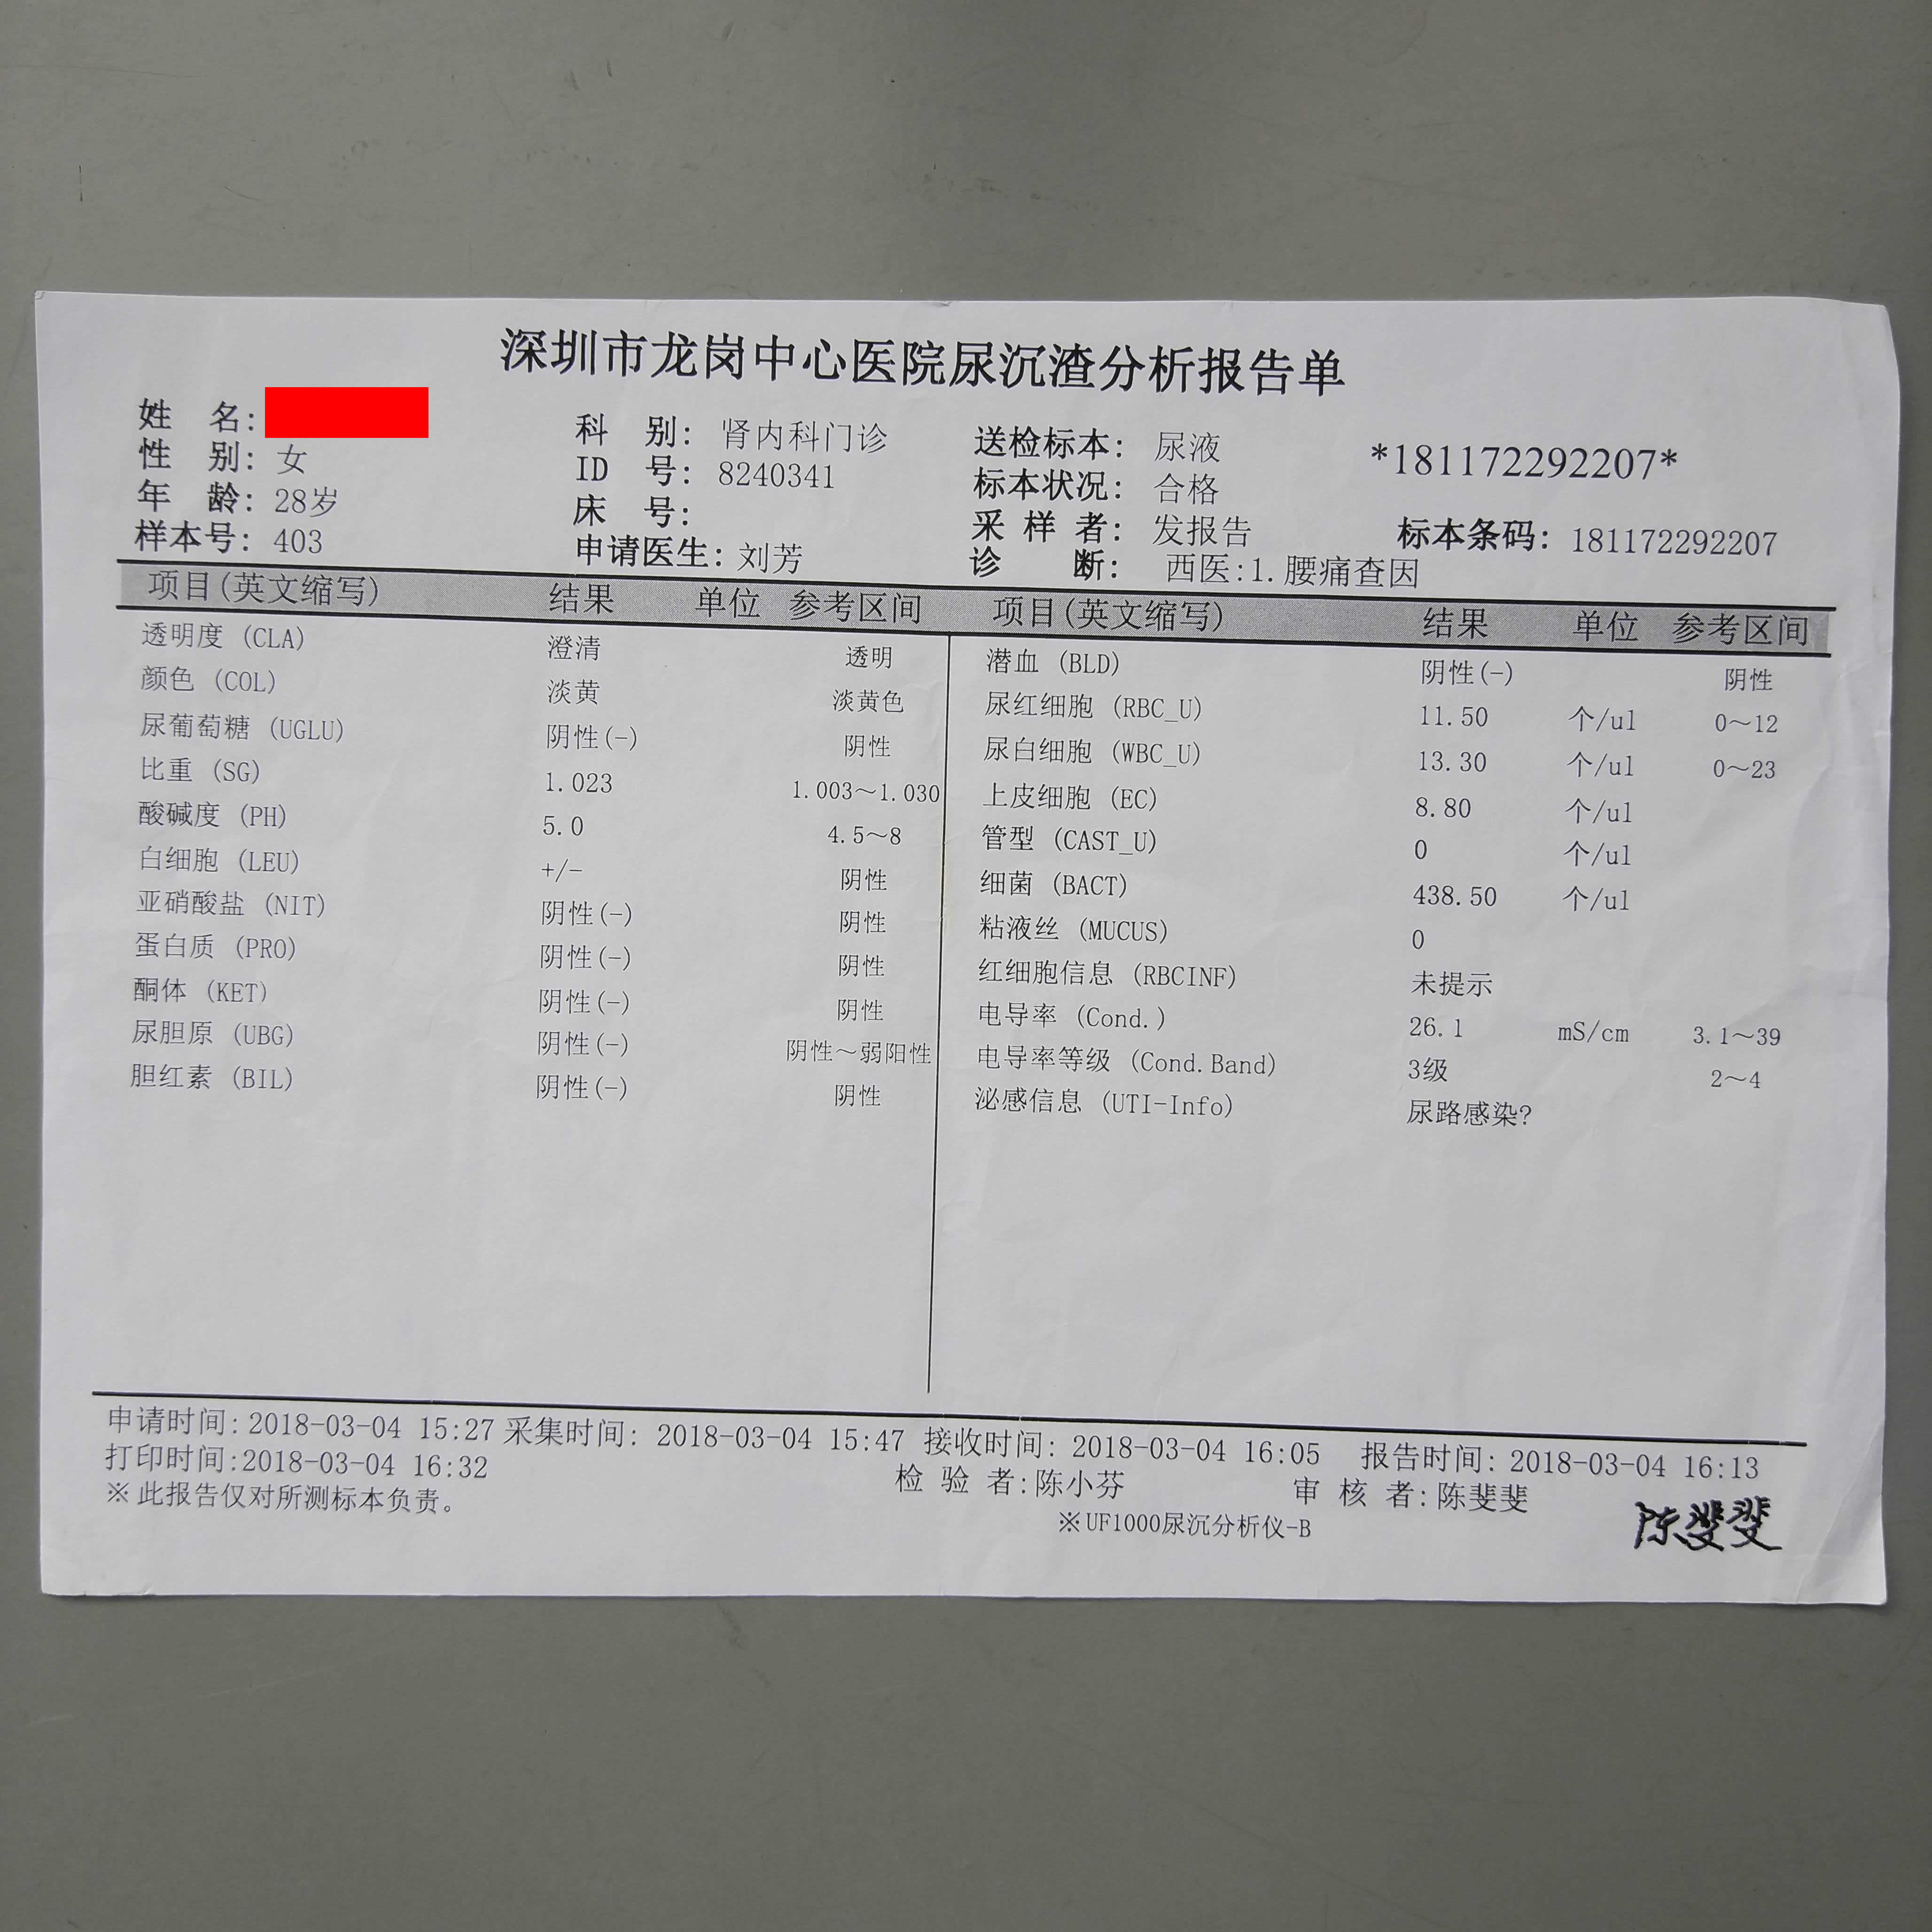 深圳市龙岗中心医院尿沉渣分析报告单
姓 名: 科 别: 肾内科门诊 送检标本: 尿液 *181172292207*
性 别: 女 ID 号: 8240341 标本状况: 合格
年 龄: 28岁 床 号: 采 样 者: 发报告 标本条码: 181172292207
样本号: 403 申请医生: 刘芳 诊 断: 西医:1.腰痛查因
项目(英文缩写) 结果 单位 参考区间 项目(英文缩写) 结果 单位 参考区间
透明度 (CLA) 澄清 透明 潜血 (BLD) 阴性(-) 阴性
颜色 (COL) 淡黄 淡黄色 尿红细胞 (RBC_U) 11.50 个/ul 0～12
尿葡萄糖 (UGLU) 阴性(-) 阴性 尿白细胞 (WBC_U) 13.30 个/ul 0～23
比重 (SG) 1.023 1.003～1.030 上皮细胞 (EC) 8.80 个/ul
酸碱度 (PH) 5.0 4.5～8 管型 (CAST_U) 0 个/ul
白细胞 (LEU) +/- 阴性 细菌 (BACT) 438.50 个/ul
亚硝酸盐 (NIT) 阴性(-) 阴性 粘液丝 (MUCUS) 0
蛋白质 (PRO) 阴性(-) 阴性 红细胞信息 (RBCINF) 未提示
酮体 (KET) 阴性(-) 阴性 电导率 (Cond.) 26.1 mS/cm 3.1～39
尿胆原 (UBG) 阴性(-) 阴性～弱阳性 电导率等级 (Cond.Band) 3级 2～4
胆红素 (BIL) 阴性(-) 阴性 泌感信息 (UTI-Info) 尿路感染?
申请时间: 2018-03-04 15:27 采集时间: 2018-03-04 15:47 接收时间: 2018-03-04 16:05 报告时间: 2018-03-04 16:13
打印时间:2018-03-04 16:32 检 验 者:陈小芬 审 核 者:陈斐斐
※此报告仅对所测标本负责。 ※UF1000尿沉分析仪-B 陈斐斐